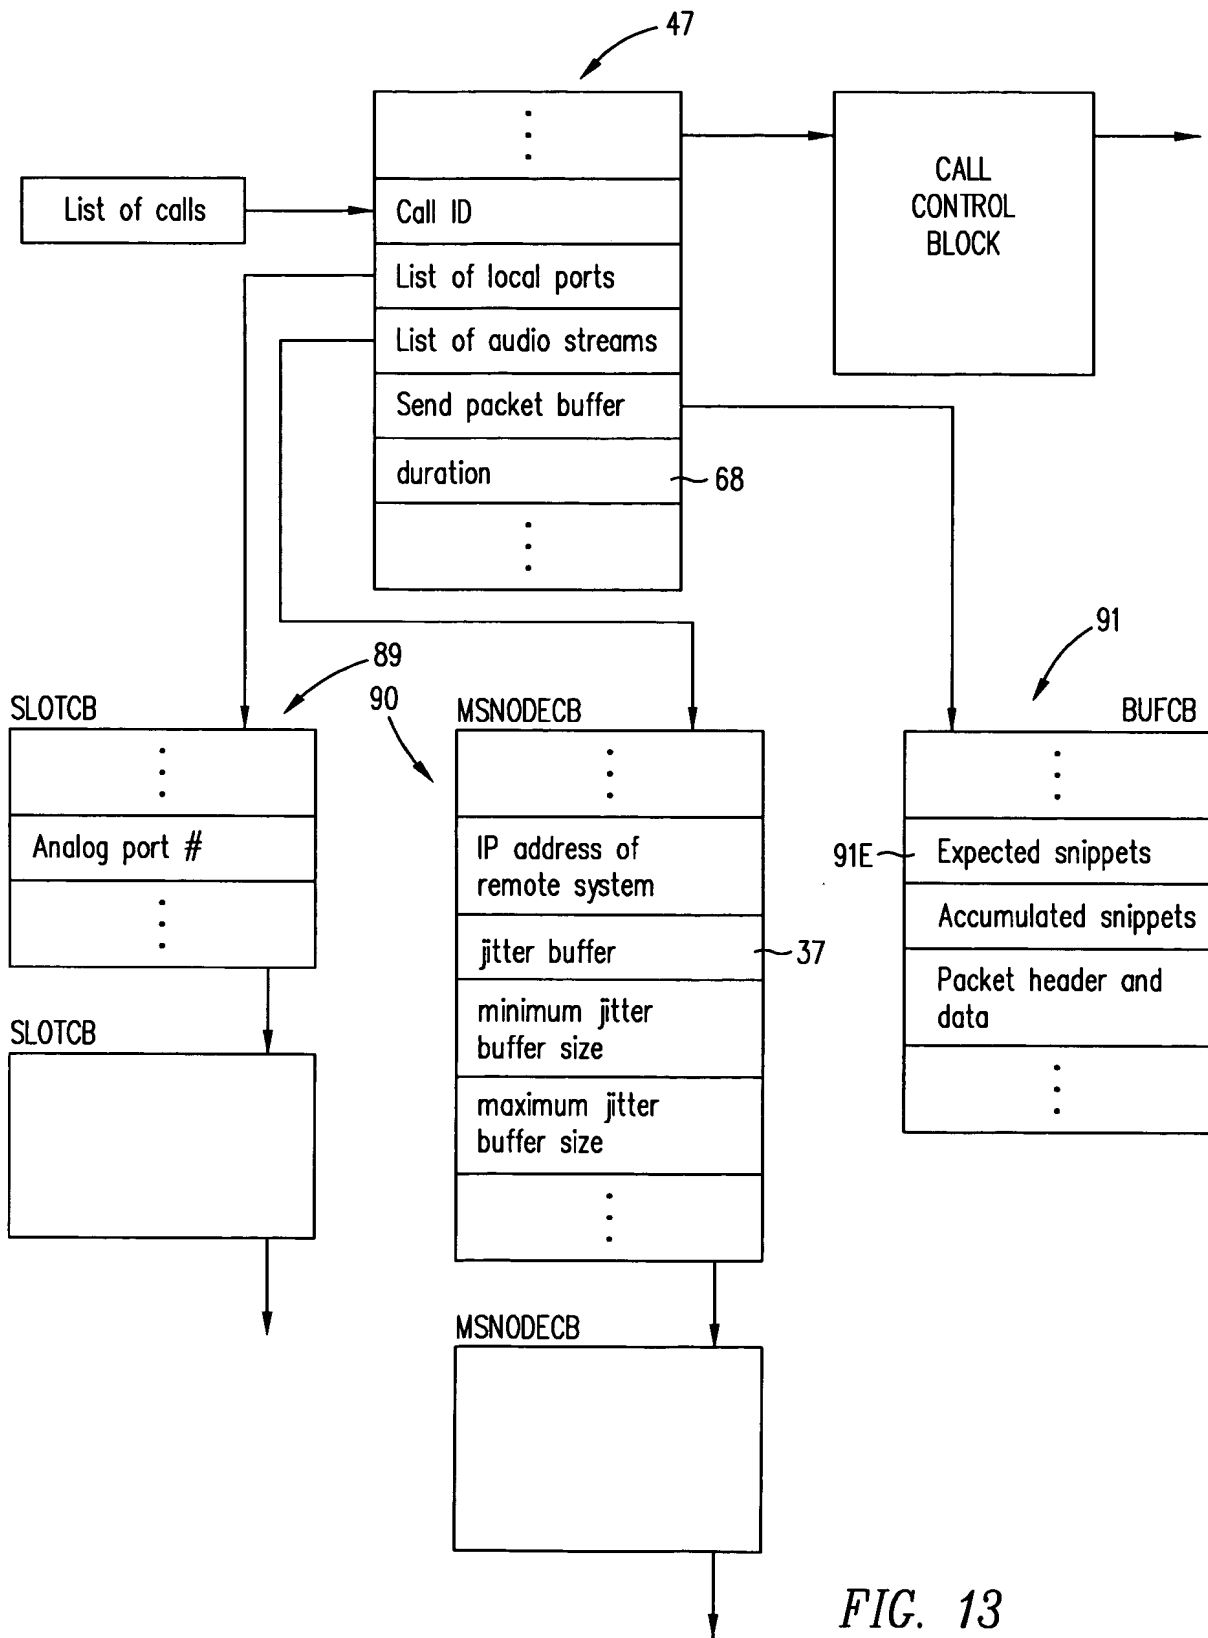 47
CALL
CONTROL
BLOCK
List of calls
Call ID
List of local ports
List of audio streams
Send packet buffer
duration
68
89
90
91
SLOTCB
Analog port #
SLOTCB
MSNODECB
IP address of
remote system
jitter buffer
37
minimum jitter
buffer size
maximum jitter
buffer size
MSNODECB
BUFCB
91E
Expected snippets
Accumulated snippets
Packet header and
data
FIG. 13